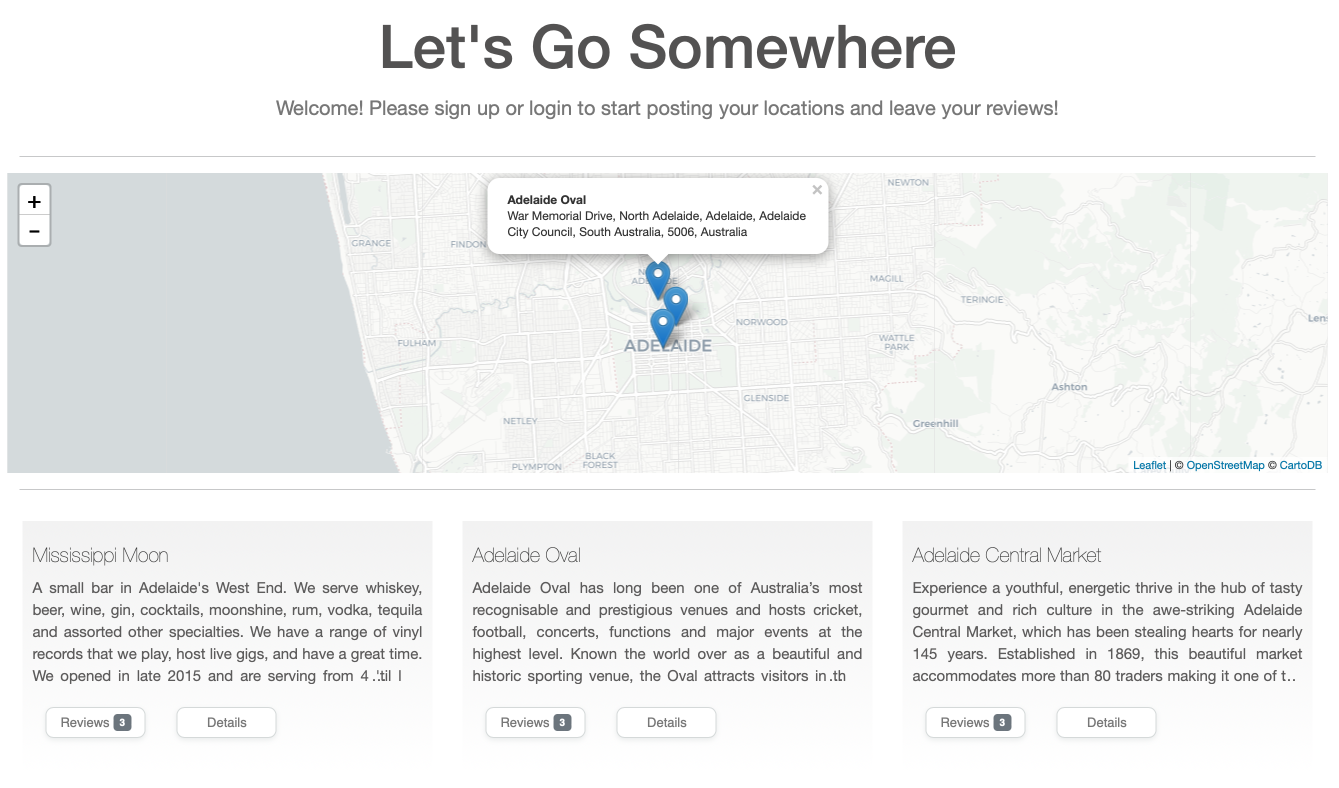 Let's Go Somewhere
Welcome! Please sign up or login to start posting your locations and leave your reviews!
+
-
Adelaide Oval
×
War Memorial Drive, North Adelaide, Adelaide, Adelaide
City Council, South Australia, 5006, Australia
NEWTON
GRANGE
FINDON
MAGILL
TERINGIE
NORWOOD
FULHAM
ADELAIDE
WATTLE
PARK
Ashton
GLENSIDE
NETLEY
Greenhill
BLACK
FOREST
PLYMPTON
Leaflet | © OpenStreetMap © CartoDB
Mississippi Moon
A small bar in Adelaide's West End. We serve whiskey,
beer, wine, gin, cocktails, moonshine, rum, vodka, tequila
and assorted other specialties. We have a range of vinyl
records that we play, host live gigs, and have a great time.
We opened in late 2015 and are serving from 4
Reviews 3
Details
Adelaide Oval
Adelaide Oval has long been one of Australia’s most
recognisable and prestigious venues and hosts cricket,
football, concerts, functions and major events at the
highest level. Known the world over as a beautiful and
historic sporting venue, the Oval attracts visitors in
Reviews 3
Details
Adelaide Central Market
Experience a youthful, energetic thrive in the hub of tasty
gourmet and rich culture in the awe-striking Adelaide
Central Market, which has been stealing hearts for nearly
145 years. Established in 1869, this beautiful market
accommodates more than 80 traders making it one of t..
Reviews 3
Details